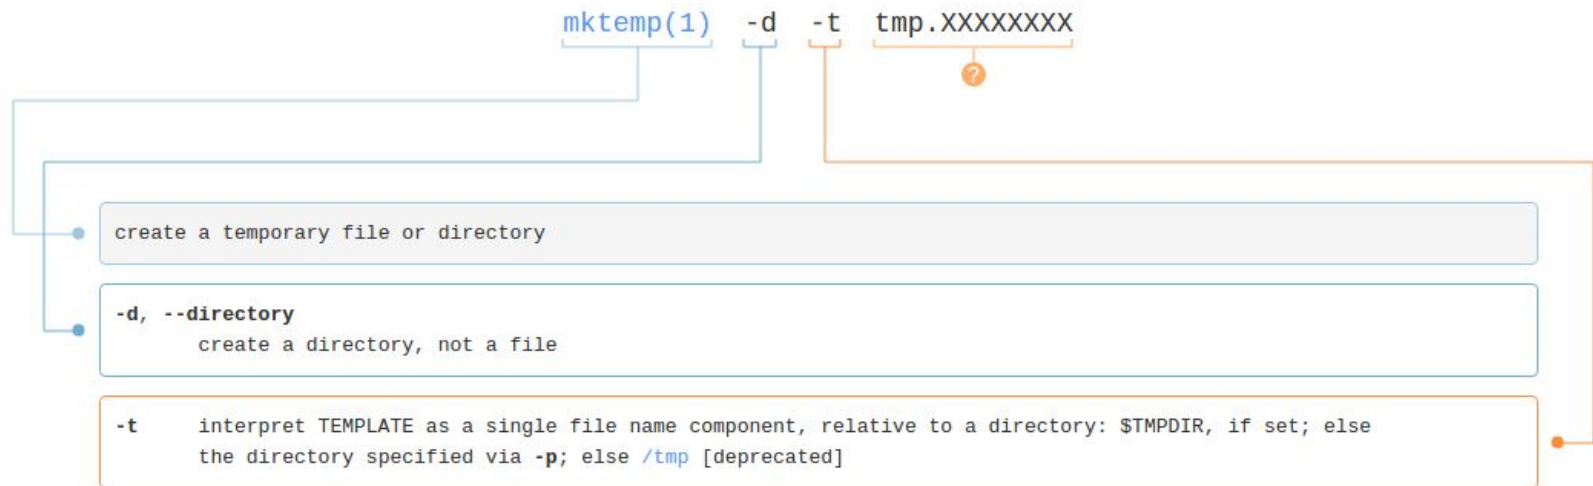 mktemp(1) -d -t tmp.XXXXXXXX
?
create a temporary file or directory
-d, --directory
create a directory, not a file
-t interpret TEMPLATE as a single file name component, relative to a directory: $TMPDIR, if set; else
the directory specified via -p; else /tmp [deprecated]